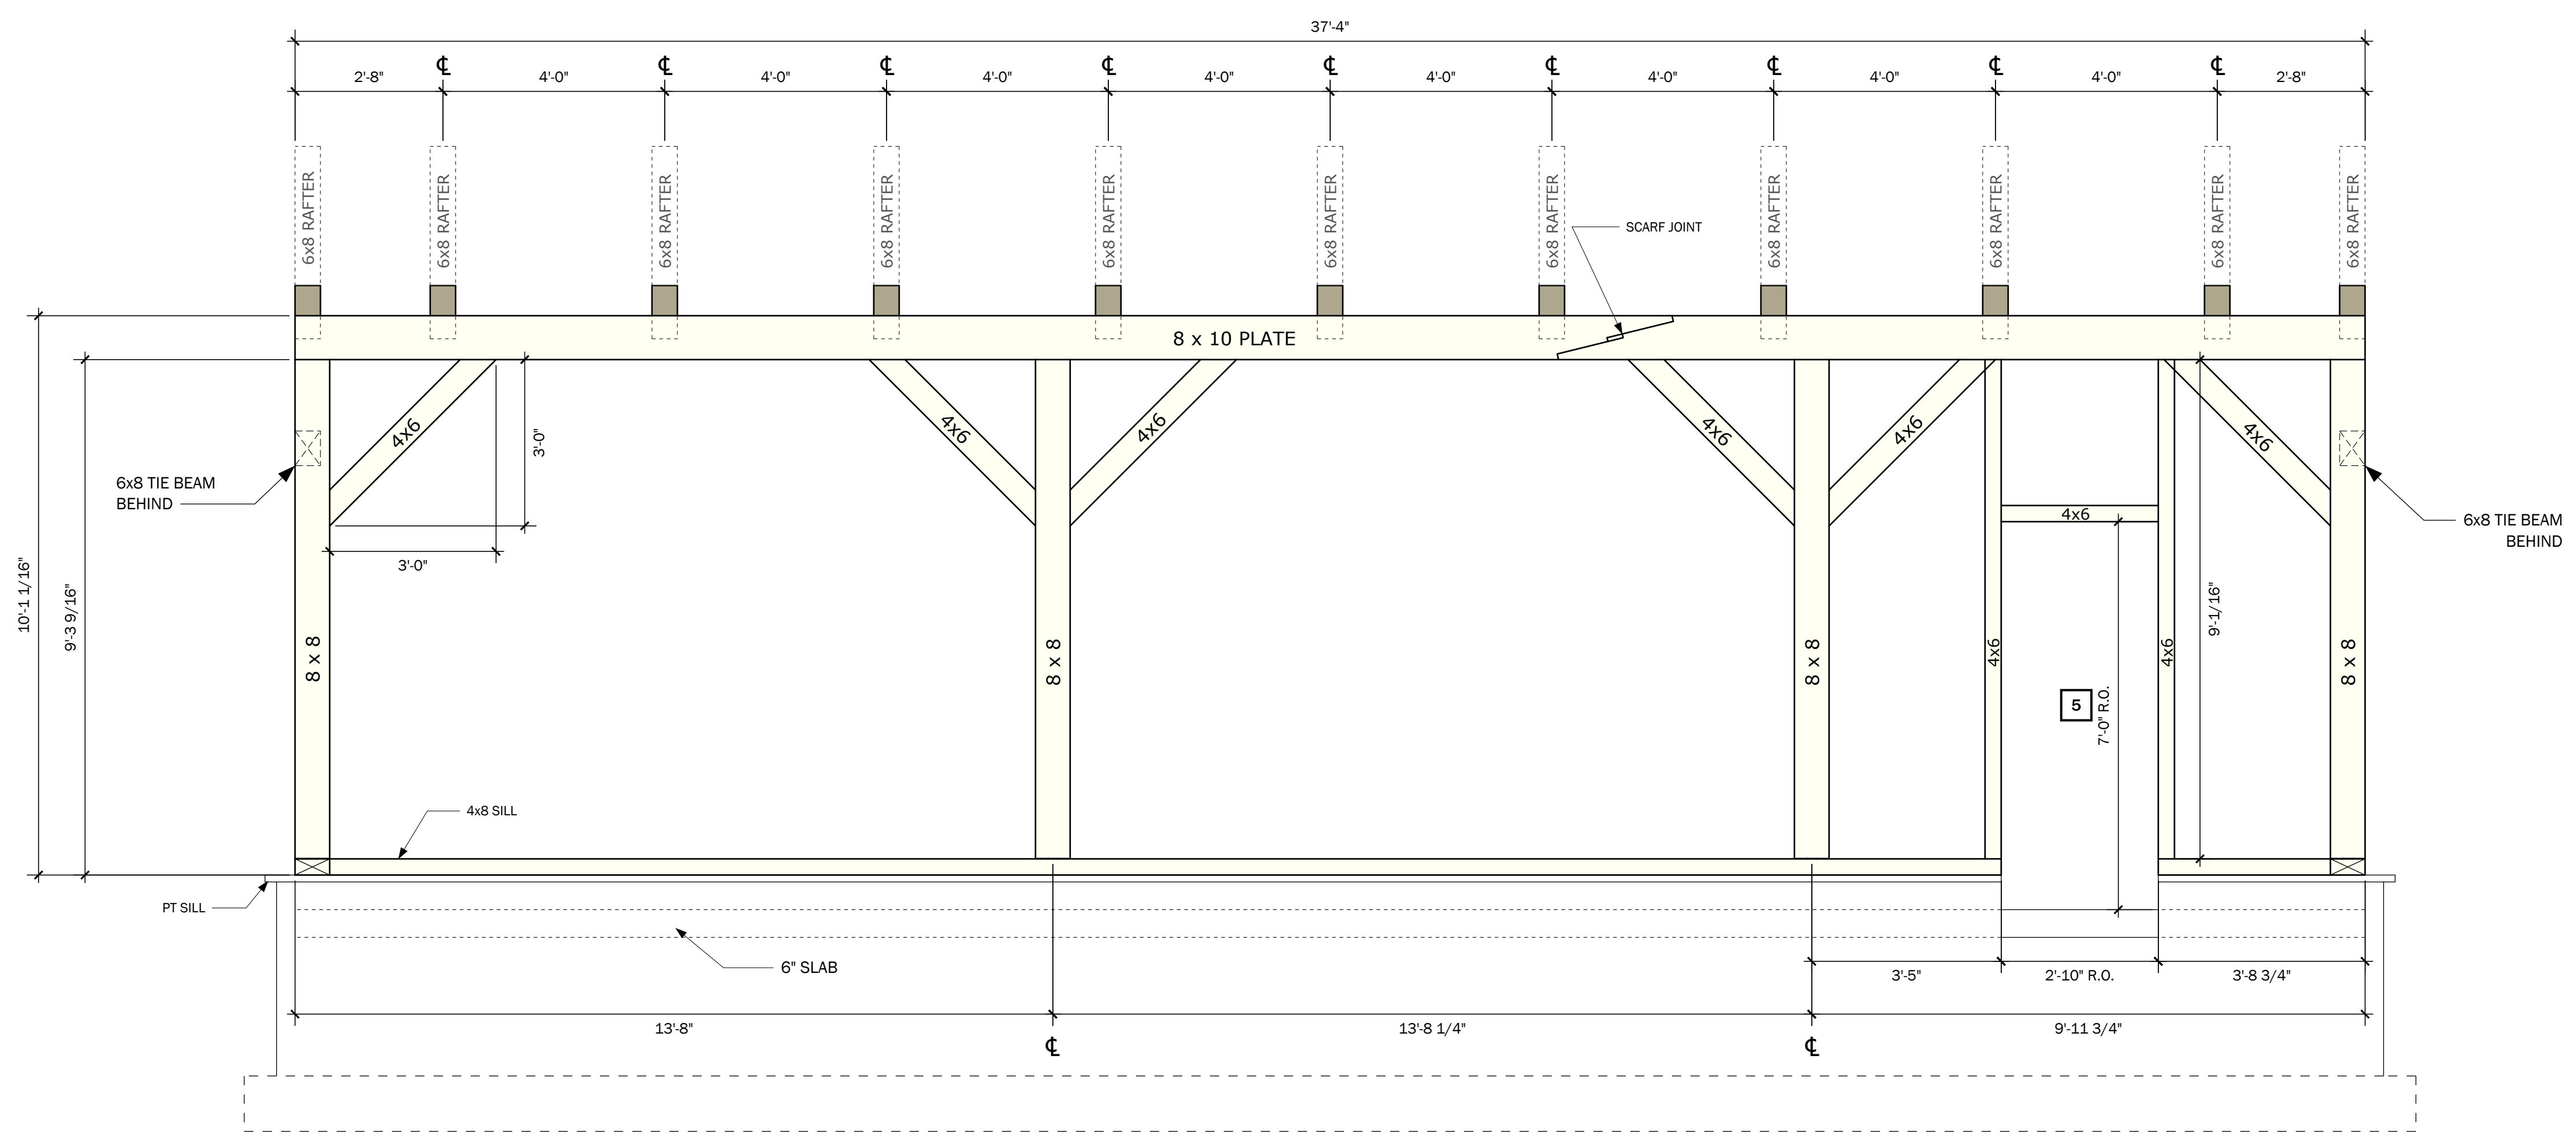 37'-4"
2'-8" ℄ 4'-0" ℄ 4'-0" ℄ 4'-0" ℄ 4'-0" ℄ 4'-0" ℄ 4'-0" ℄ 4'-0" ℄ 4'-0" ℄ 2'-8"
6x8 RAFTER
6x8 RAFTER
6x8 RAFTER
6x8 RAFTER
6x8 RAFTER
6x8 RAFTER
6x8 RAFTER
6x8 RAFTER
6x8 RAFTER
6x8 RAFTER
6x8 RAFTER
SCARF JOINT
8 x 10 PLATE
4x6
4x6
4x6
4x6
4x6
4x6
3'-0"
3'-0"
6x8 TIE BEAM
BEHIND
6x8 TIE BEAM
BEHIND
4x6
10'-1 1/16"
9'-3 9/16"
8 x 8
8 x 8
8 x 8
4x6
4x6
9'-1/16"
8 x 8
5
7'-0" R.O.
4x8 SILL
PT SILL
6" SLAB
3'-5"
2'-10" R.O.
3'-8 3/4"
13'-8"
13'-8 1/4"
9'-11 3/4"
℄
℄